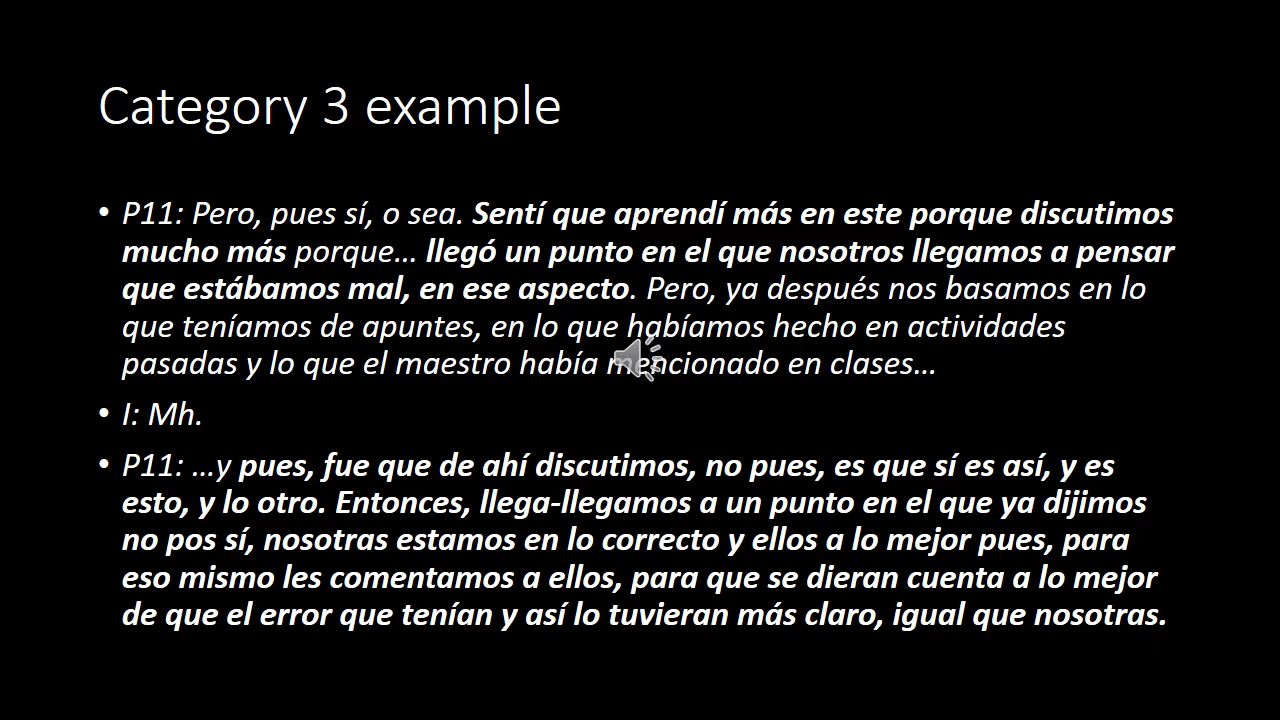 Category 3 example
• P11: Pero, pues sí, o sea. Sentí que aprendí más en este porque discutimos
mucho más porque… llegó un punto en el que nosotros llegamos a pensar
que estábamos mal, en ese aspecto. Pero, ya después nos basamos en lo
que teníamos de apuntes, en lo que habíamos hecho en actividades
pasadas y lo que el maestro había mencionado en clases…
• I: Mh.
• P11: …y pues, fue que de ahí discutimos, no pues, es que sí es así, y es
esto, y lo otro. Entonces, llega-llegamos a un punto en el que ya dijimos
no pos sí, nosotras estamos en lo correcto y ellos a lo mejor pues, para
eso mismo les comentamos a ellos, para que se dieran cuenta a lo mejor
de que el error que tenían y así lo tuvieran más claro, igual que nosotras.